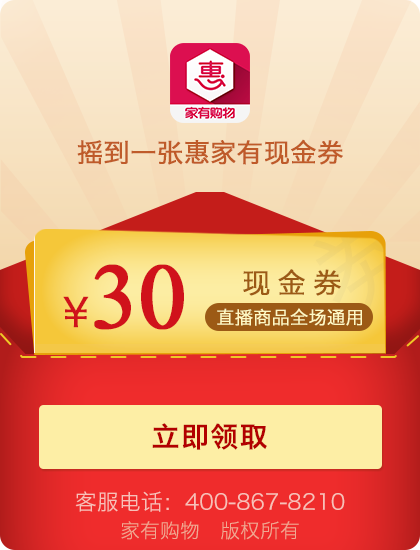 惠
家有购物
摇到一张惠家有现金券
¥30
现金券
直播商品全场通用
立即领取
客服电话：400-867-8210
家有购物 版权所有